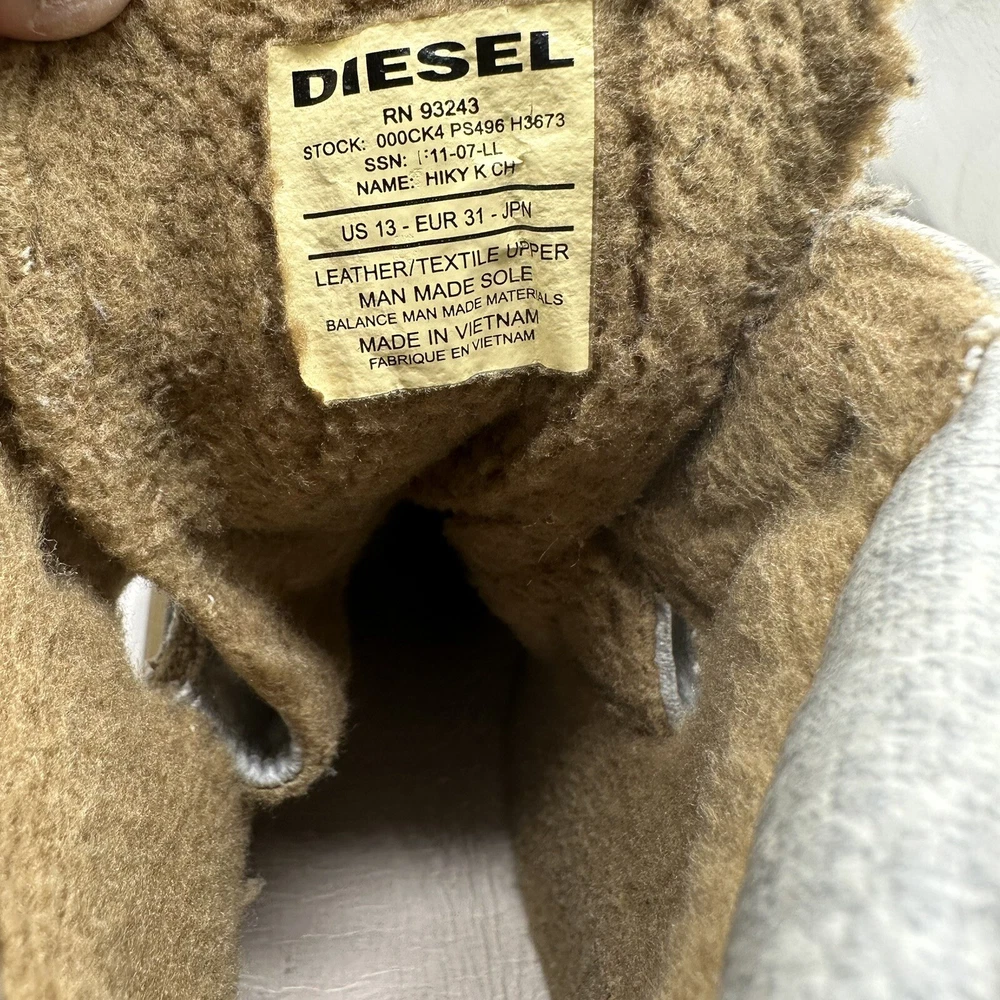 DIESEL
RN 93243
STOCK: 000CK4 PS496 H3673
SSN: 11-07-LL
NAME: HIKY K CH
US 13 - EUR 31 - JPN
LEATHER/TEXTILE UPPER
MAN MADE SOLE
BALANCE MAN MADE MATERIALS
MADE IN VIETNAM
FABRIQUE EN VIETNAM